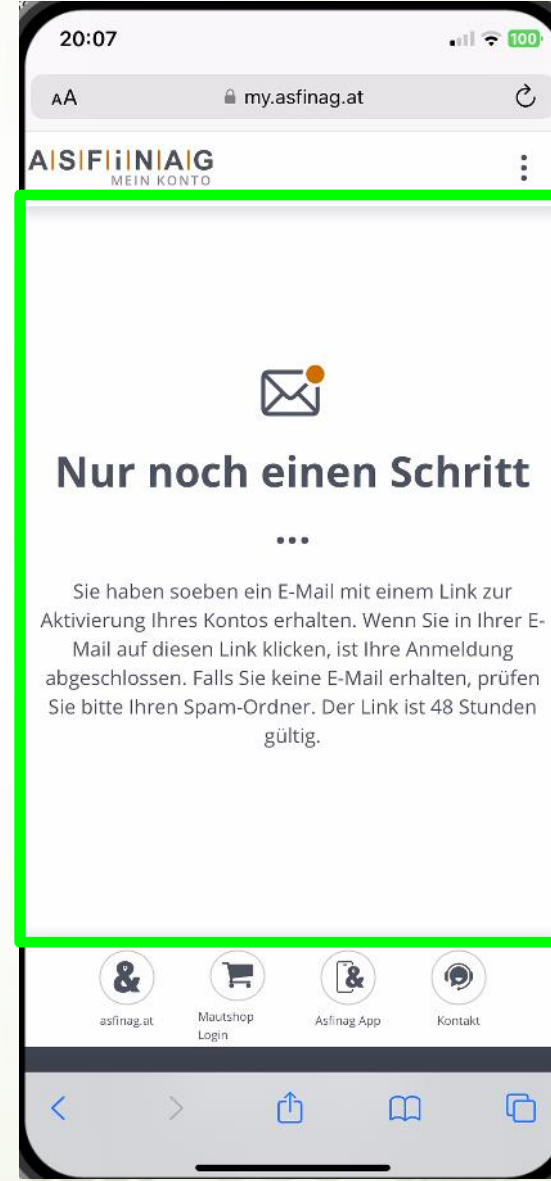 20:07
100
AA my.asfinag.at
A|S|F|i|N|A|G
MEIN KONTO
Nur noch einen Schritt
...
Sie haben soeben ein E-Mail mit einem Link zur
Aktivierung Ihres Kontos erhalten. Wenn Sie in Ihrer E-
Mail auf diesen Link klicken, ist Ihre Anmeldung
abgeschlossen. Falls Sie keine E-Mail erhalten, prüfen
Sie bitte Ihren Spam-Ordner. Der Link ist 48 Stunden
gültig.
& &
asfinag.at Mautshop Asfinag App Kontakt
Login